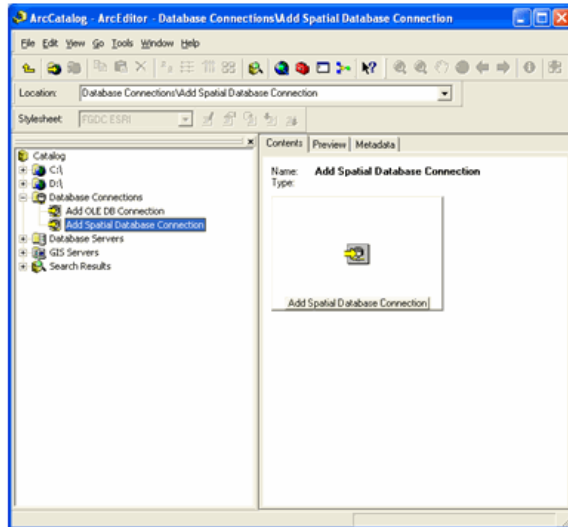 ArcCatalog - ArcEditor - Database Connections\Add Spatial Database Connection
File Edit View Go Tools Window Help
Location: Database Connections\Add Spatial Database Connection
Stylesheet: FGDC ESRI
Contents Preview Metadata
Catalog
C:\
D:\
Database Connections
Add OLE DB Connection
Add Spatial Database Connection
Database Servers
GIS Servers
Search Results
Name: Add Spatial Database Connection
Type:
Add Spatial Database Connection